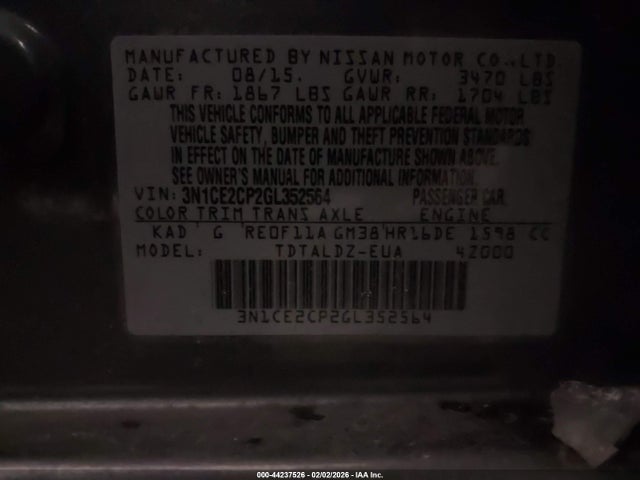 MANUFACTURED BY NISSAN MOTOR CO.,LTD.
DATE: 08/15. GVWR: 3470 LBS
GAWR FR: 1867 LBS GAWR RR: 1704 LBS
THIS VEHICLE CONFORMS TO ALL APPLICABLE FEDERAL MOTOR
VEHICLE SAFETY, BUMPER AND THEFT PREVENTION STANDARDS
IN EFFECT ON THE DATE OF MANUFACTURE SHOWN ABOVE.
SEE OWNER'S MANUAL FOR ADDITIONAL INFORMATION.
VIN: 3N1CE2CP2GL352564 PASSENGER CAR.
COLOR TRIM TRANS AXLE ENGINE
KAD G RE0F11A GM38 HR16DE 1598 CC
MODEL: TDTALDZ-EUA 42000
3N1CE2CP2GL352564
000-44237526 - 02/02/2026 - IAA Inc.